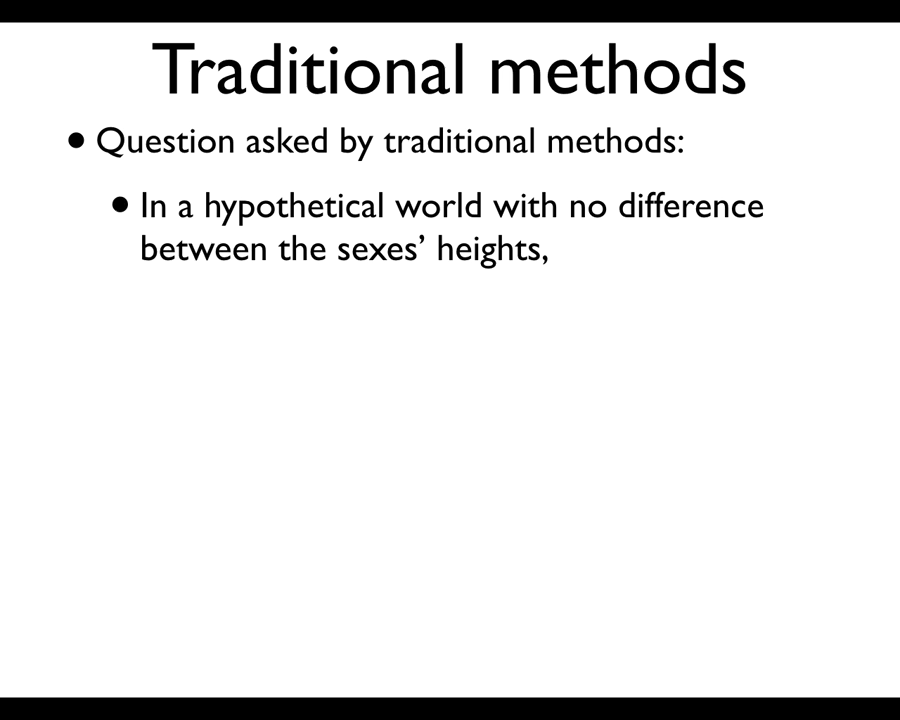 Traditional methods
• Question asked by traditional methods:
• In a hypothetical world with no difference
between the sexes’ heights,